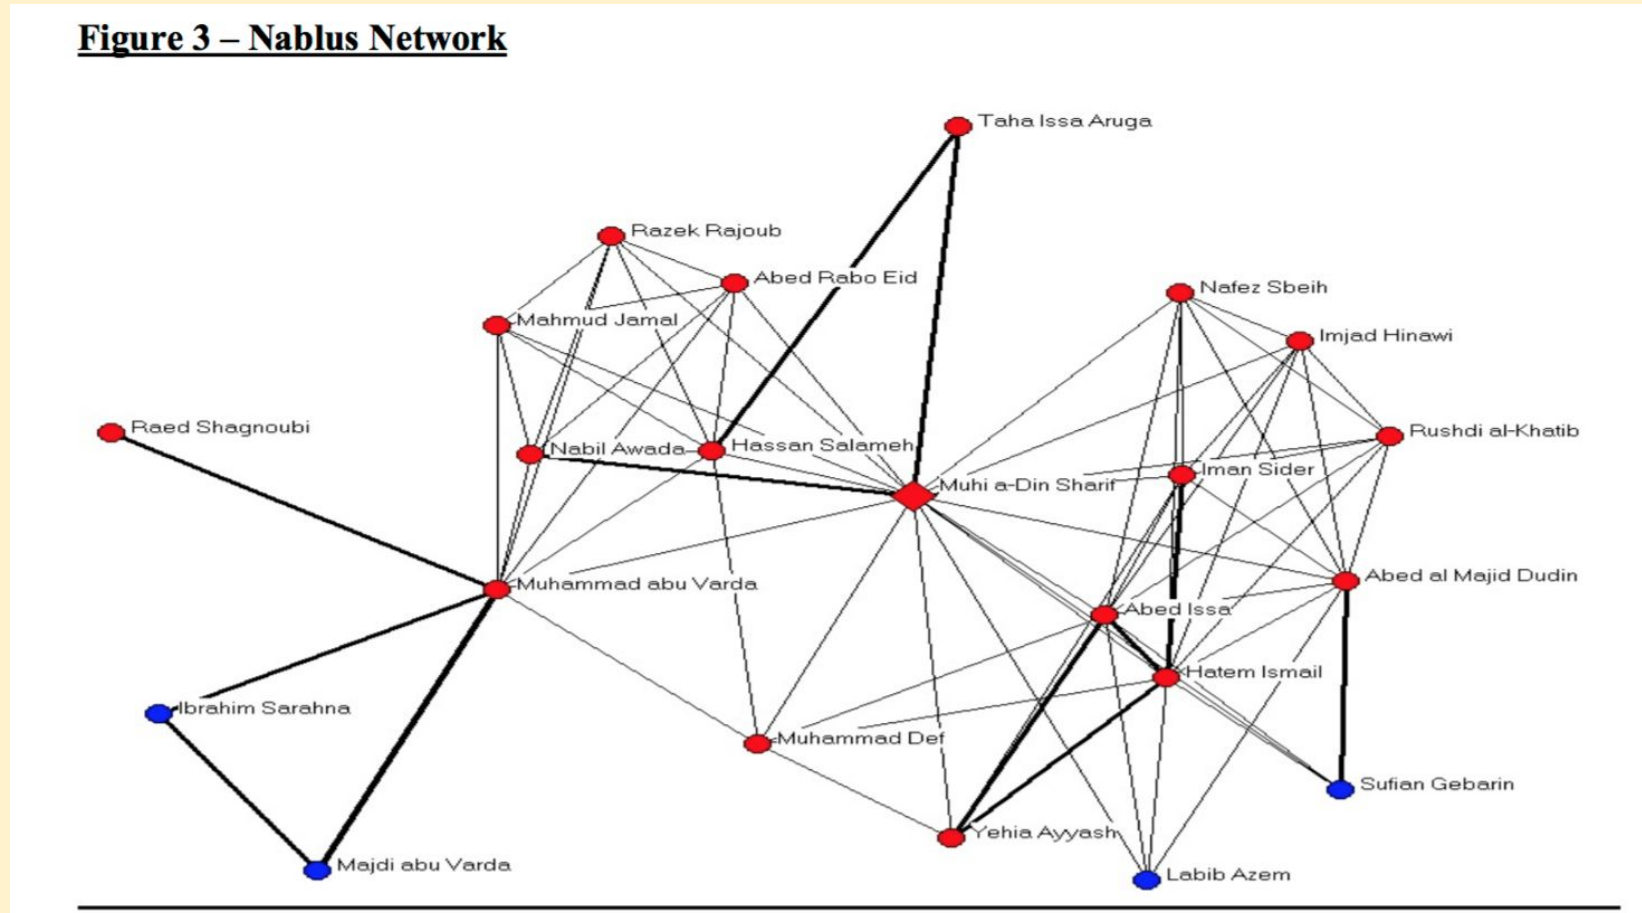 Figure 3 – Nablus Network
Taha Issa Aruga
Razek Rajoub
Abed Rabo Eid
Nafez Sbeih
Mahmud Jamal
Imjad Hinawi
Raed Shagnoubi
Rushdi al-Khatib
Nabil Awada
Hassan Salameh
Iman Sider
Muhi a-Din Sharif
Muhammad abu Varda
Abed al Majid Dudin
Abed Issa
Hatem Ismail
Ibrahim Sarahna
Muhammad Def
Sufian Gebarin
Yehia Ayyash
Majdi abu Varda
Labib Azem